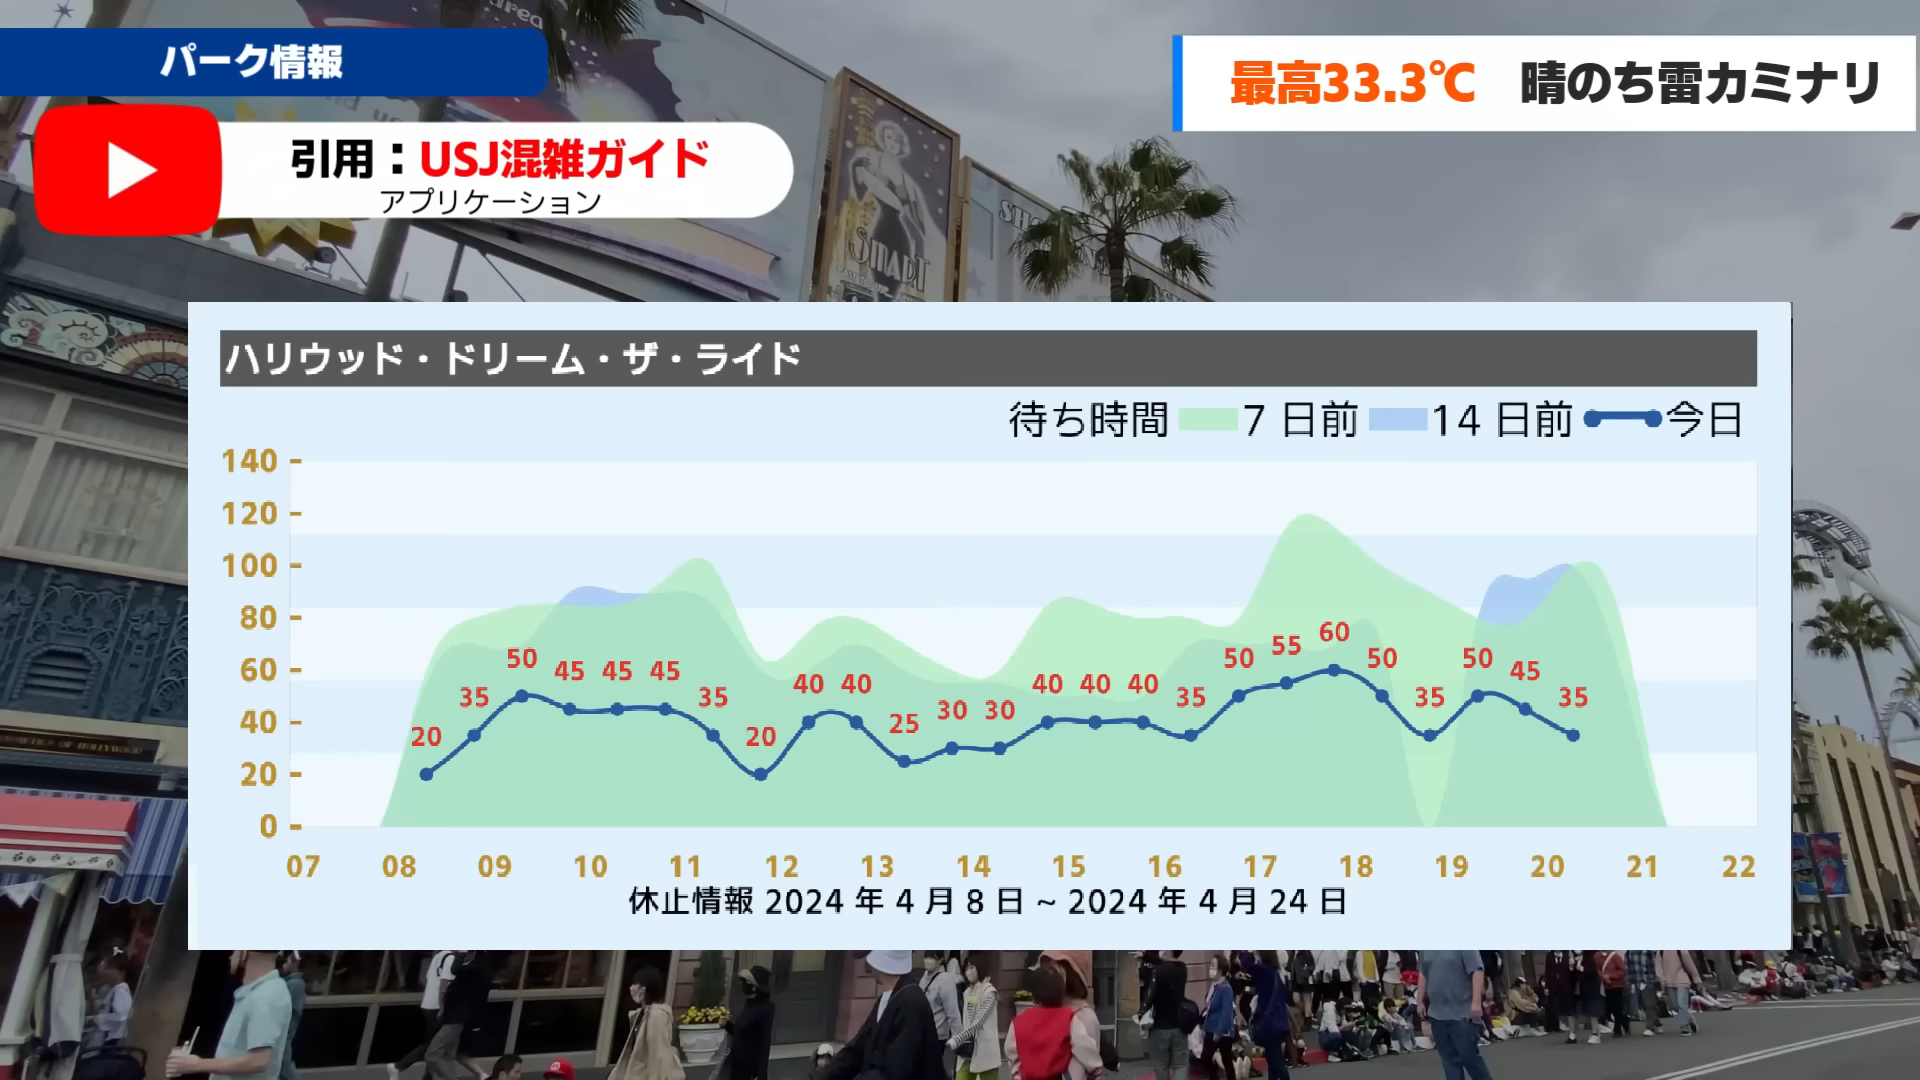 パーク情報
最高33.3℃ 晴のち雷カミナリ
引用：USJ混雑ガイド
アプリケーション
SMART
ハリウッド・ドリーム・ザ・ライド
待ち時間 7 日前 14 日前 今日
140
120
100
80
60
40
20
0
20 35 50 45 45 45 35 20 40 40 25 30 30 40 40 40 35 50 55 60 50 35 50 45 35
07 08 09 10 11 12 13 14 15 16 17 18 19 20 21 22
休止情報 2024 年 4 月 8 日 ~ 2024 年 4 月 24 日